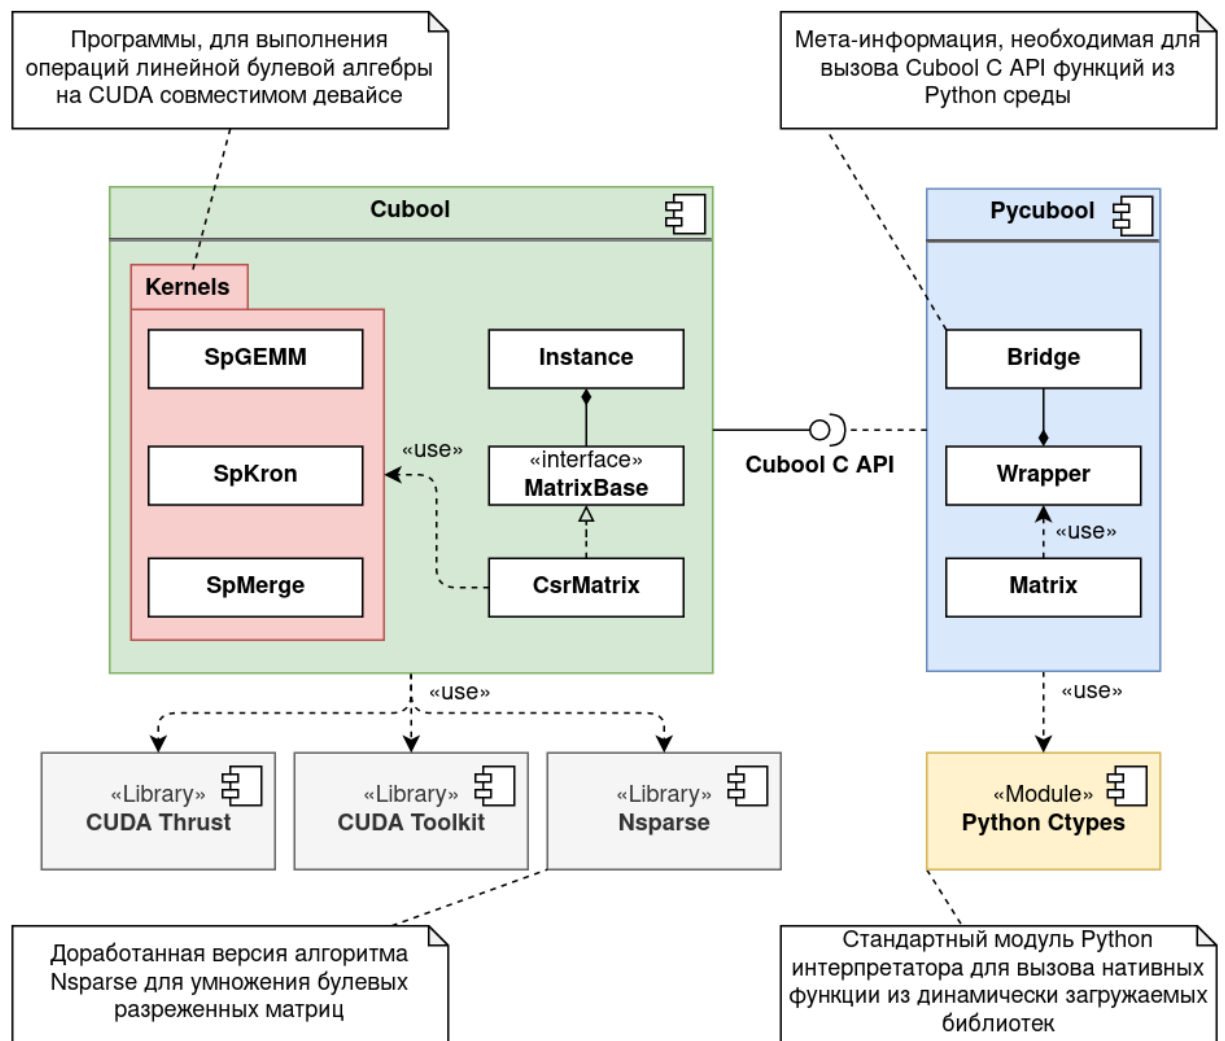 Программы, для выполнения
операций линейной булевой алгебры
на CUDA совместимом девайсе
Мета-информация, необходимая для
вызова Cubool C API функций из
Python среды
Cubool
Kernels
SpGEMM
SpKron
SpMerge
«use»
Instance
«interface»
MatrixBase
CsrMatrix
Cubool C API
Pycubool
Bridge
Wrapper
«use»
Matrix
«use»
«use»
«Library»
CUDA Thrust
«Library»
CUDA Toolkit
«Library»
Nsparse
«Module»
Python Ctypes
Доработанная версия алгоритма
Nsparse для умножения булевых
разреженных матриц
Стандартный модуль Python
интерпретатора для вызова нативных
функции из динамически загружаемых
библиотек